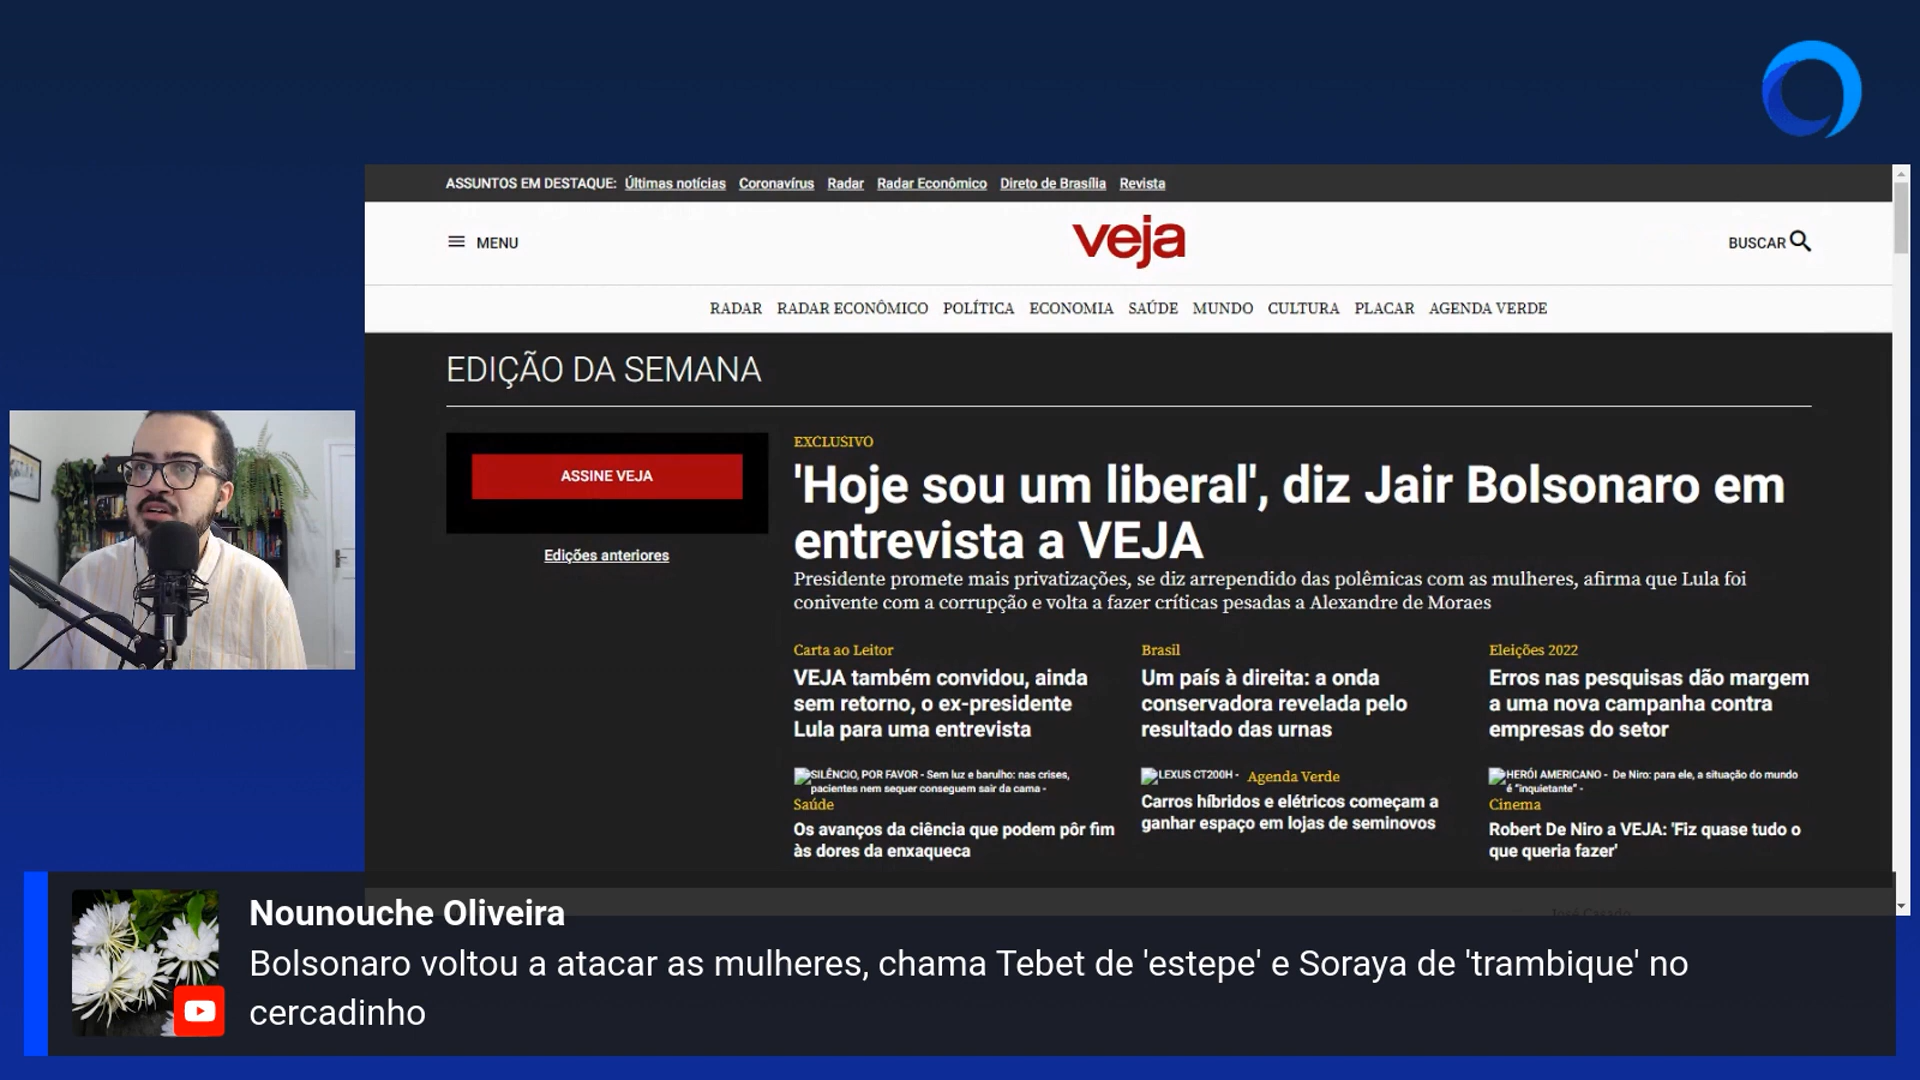 ASSUNTOS EM DESTAQUE: Últimas notícias Coronavírus Radar Radar Econômico Direto de Brasília Revista
MENU
veja
BUSCAR
RADAR RADAR ECONÔMICO POLÍTICA ECONOMIA SAÚDE MUNDO CULTURA PLACAR AGENDA VERDE
EDIÇÃO DA SEMANA
ASSINE VEJA
Edições anteriores
EXCLUSIVO
'Hoje sou um liberal', diz Jair Bolsonaro em
entrevista a VEJA
Presidente promete mais privatizações, se diz arrependido das polêmicas com as mulheres, afirma que Lula foi
conivente com a corrupção e volta a fazer críticas pesadas a Alexandre de Moraes
Carta ao Leitor
VEJA também convidou, ainda
sem retorno, o ex-presidente
Lula para uma entrevista
Brasil
Um país à direita: a onda
conservadora revelada pelo
resultado das urnas
Eleições 2022
Erros nas pesquisas dão margem
a uma nova campanha contra
empresas do setor
SILÊNCIO, POR FAVOR - Sem luz e barulho: nas crises,
pacientes nem sequer conseguem sair da cama -
Saúde
Os avanços da ciência que podem pôr fim
às dores da enxaqueca
LEXUS CT200H - Agenda Verde
Carros híbridos e elétricos começam a
ganhar espaço em lojas de seminovos
HERÓI AMERICANO - De Niro: para ele, a situação do mundo
é "inquietante" -
Cinema
Robert De Niro a VEJA: 'Fiz quase tudo o
que queria fazer'
José Casado
Nounouche Oliveira
Bolsonaro voltou a atacar as mulheres, chama Tebet de 'estepe' e Soraya de 'trambique' no
cercadinho